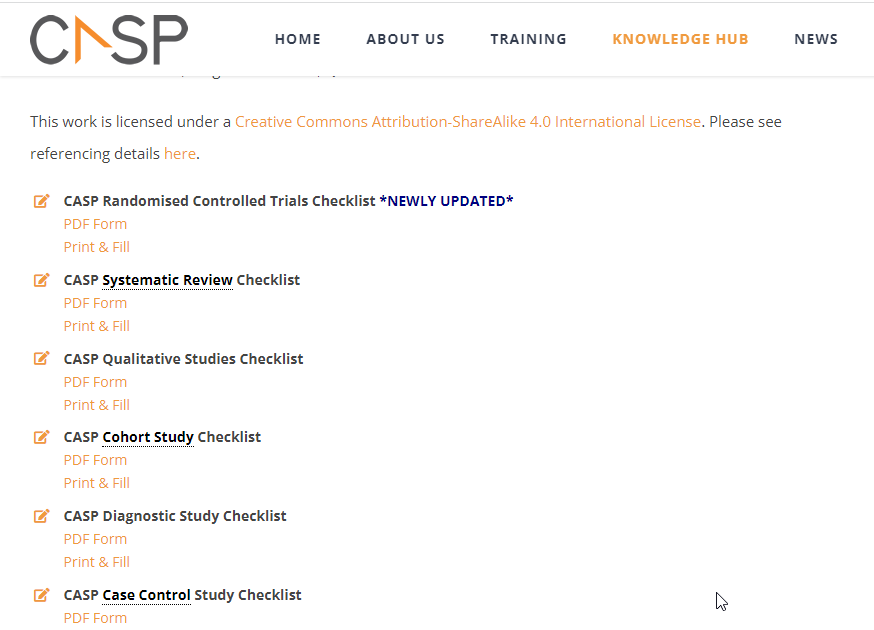 CASP
HOME ABOUT US TRAINING KNOWLEDGE HUB NEWS
This work is licensed under a Creative Commons Attribution-ShareAlike 4.0 International License. Please see
referencing details here.
CASP Randomised Controlled Trials Checklist *NEWLY UPDATED*
PDF Form
Print & Fill
CASP Systematic Review Checklist
PDF Form
Print & Fill
CASP Qualitative Studies Checklist
PDF Form
Print & Fill
CASP Cohort Study Checklist
PDF Form
Print & Fill
CASP Diagnostic Study Checklist
PDF Form
Print & Fill
CASP Case Control Study Checklist
PDF Form